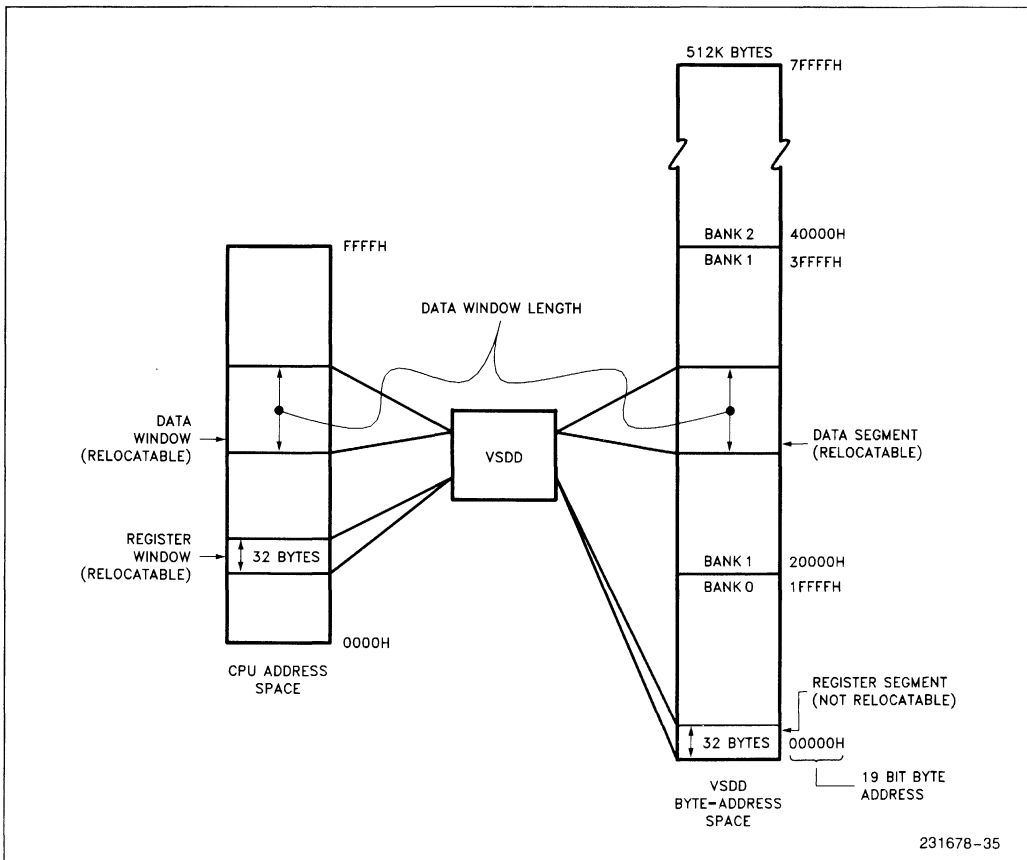 512K BYTES
7FFFFH
BANK 2
40000H
FFFFH
BANK 1
3FFFFH
DATA WINDOW LENGTH
DATA
WINDOW
(RELOCATABLE)
VSDD
DATA SEGMENT
(RELOCATABLE)
REGISTER
WINDOW
(RELOCATABLE)
32 BYTES
BANK 1
20000H
BANK 0
1FFFFH
0000H
CPU ADDRESS
SPACE
REGISTER SEGMENT
(NOT RELOCATABLE)
32 BYTES
00000H
19 BIT BYTE
ADDRESS
VSDD
BYTE-ADDRESS
SPACE
231678-35